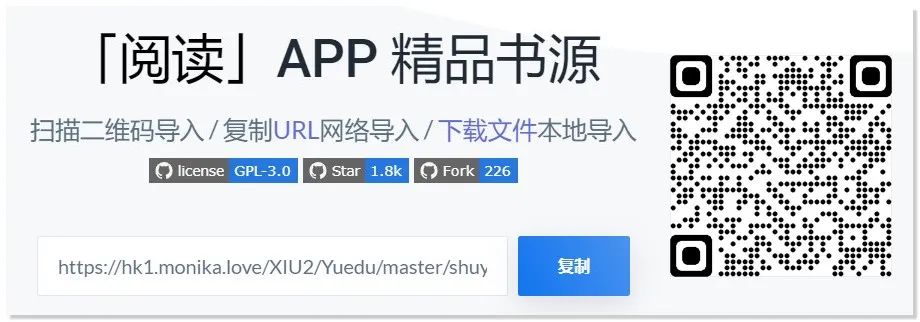 「阅读」APP 精品书源
扫描二维码导入 / 复制URL网络导入 / 下载文件本地导入
license GPL-3.0 Star 1.8k Fork 226
https://hk1.monika.love/XIU2/Yuedu/master/shuy
复制